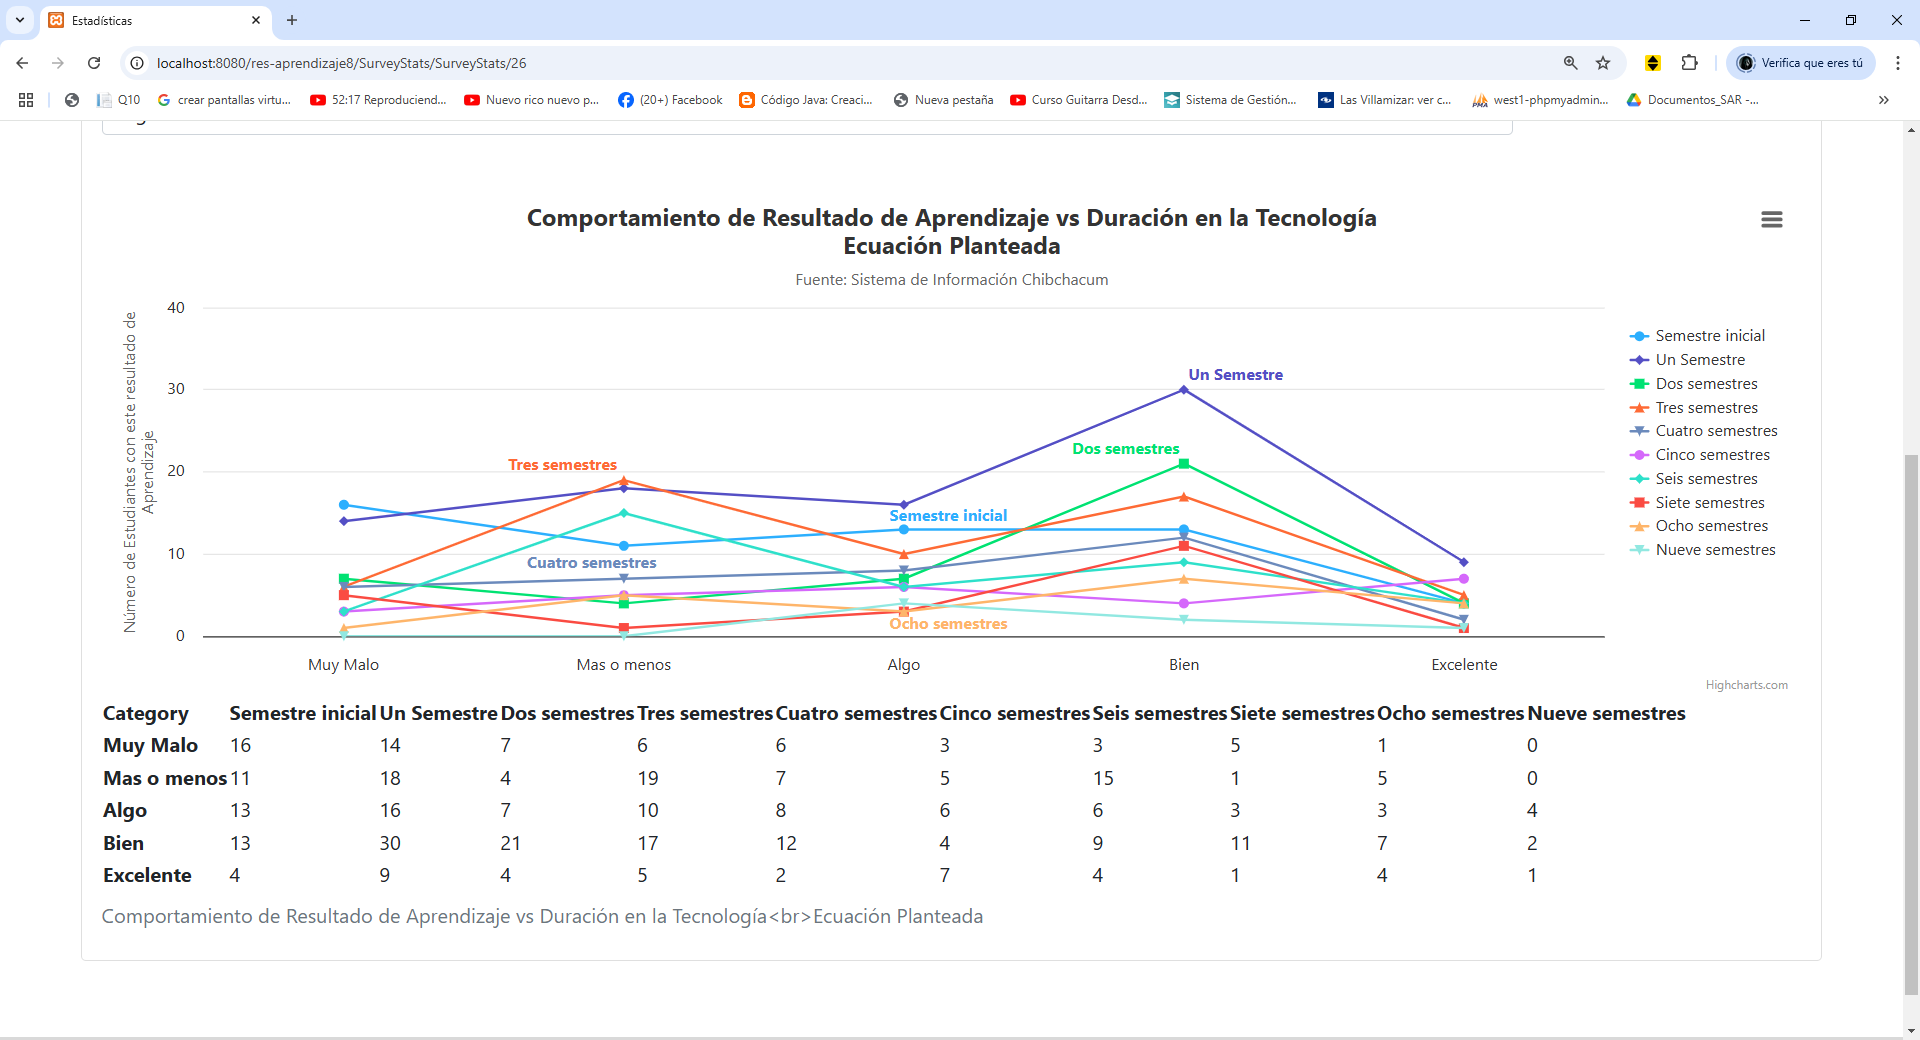 Estadísticas
localhost:8080/res-aprendizaje8/SurveyStats/SurveyStats/26
Verifica que eres tú
Q10
crear pantallas virtu...
52:17 Reproduciend...
Nuevo rico nuevo p...
(20+) Facebook
Código Java: Creaci...
Nueva pestaña
Curso Guitarra Desd...
Sistema de Gestión...
Las Villamizar: ver c...
west1-phpmyadmin...
Documentos_SAR -...
Comportamiento de Resultado de Aprendizaje vs Duración en la Tecnología
Ecuación Planteada
Fuente: Sistema de Información Chibchacum
Número de Estudiantes con este resultado de
Aprendizaje
40
30
20
10
0
Un Semestre
Dos semestres
Tres semestres
Semestre inicial
Cuatro semestres
Ocho semestres
Muy Malo
Mas o menos
Algo
Bien
Excelente
Semestre inicial
Un Semestre
Dos semestres
Tres semestres
Cuatro semestres
Cinco semestres
Seis semestres
Siete semestres
Ocho semestres
Nueve semestres
Highcharts.com
Category Semestre inicial Un Semestre Dos semestres Tres semestres Cuatro semestres Cinco semestres Seis semestres Siete semestres Ocho semestres Nueve semestres
Muy Malo 16 14 7 6 6 3 3 5 1 0
Mas o menos 11 18 4 19 7 5 15 1 5 0
Algo 13 16 7 10 8 6 6 3 3 4
Bien 13 30 21 17 12 4 9 11 7 2
Excelente 4 9 4 5 2 7 4 1 4 1
Comportamiento de Resultado de Aprendizaje vs Duración en la Tecnología<br>Ecuación Planteada